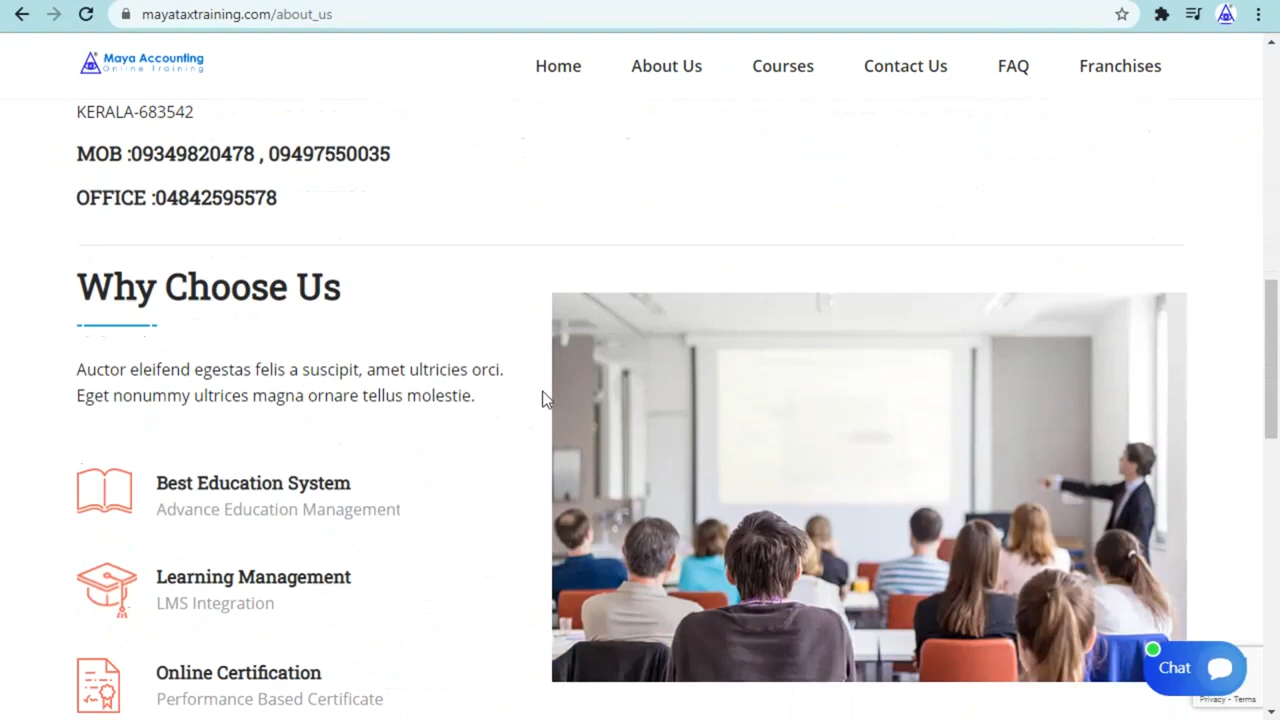 mayataxtraining.com/about_us
Maya Accounting
Online Training
Home About Us Courses Contact Us FAQ Franchises
KERALA-683542
MOB :09349820478 , 09497550035
OFFICE :04842595578
Why Choose Us
Auctor eleifend egestas felis a suscipit, amet ultricies orci.
Eget nonummy ultrices magna ornare tellus molestie.
Best Education System
Advance Education Management
Learning Management
LMS Integration
Online Certification
Performance Based Certificate
Chat
Privacy - Terms